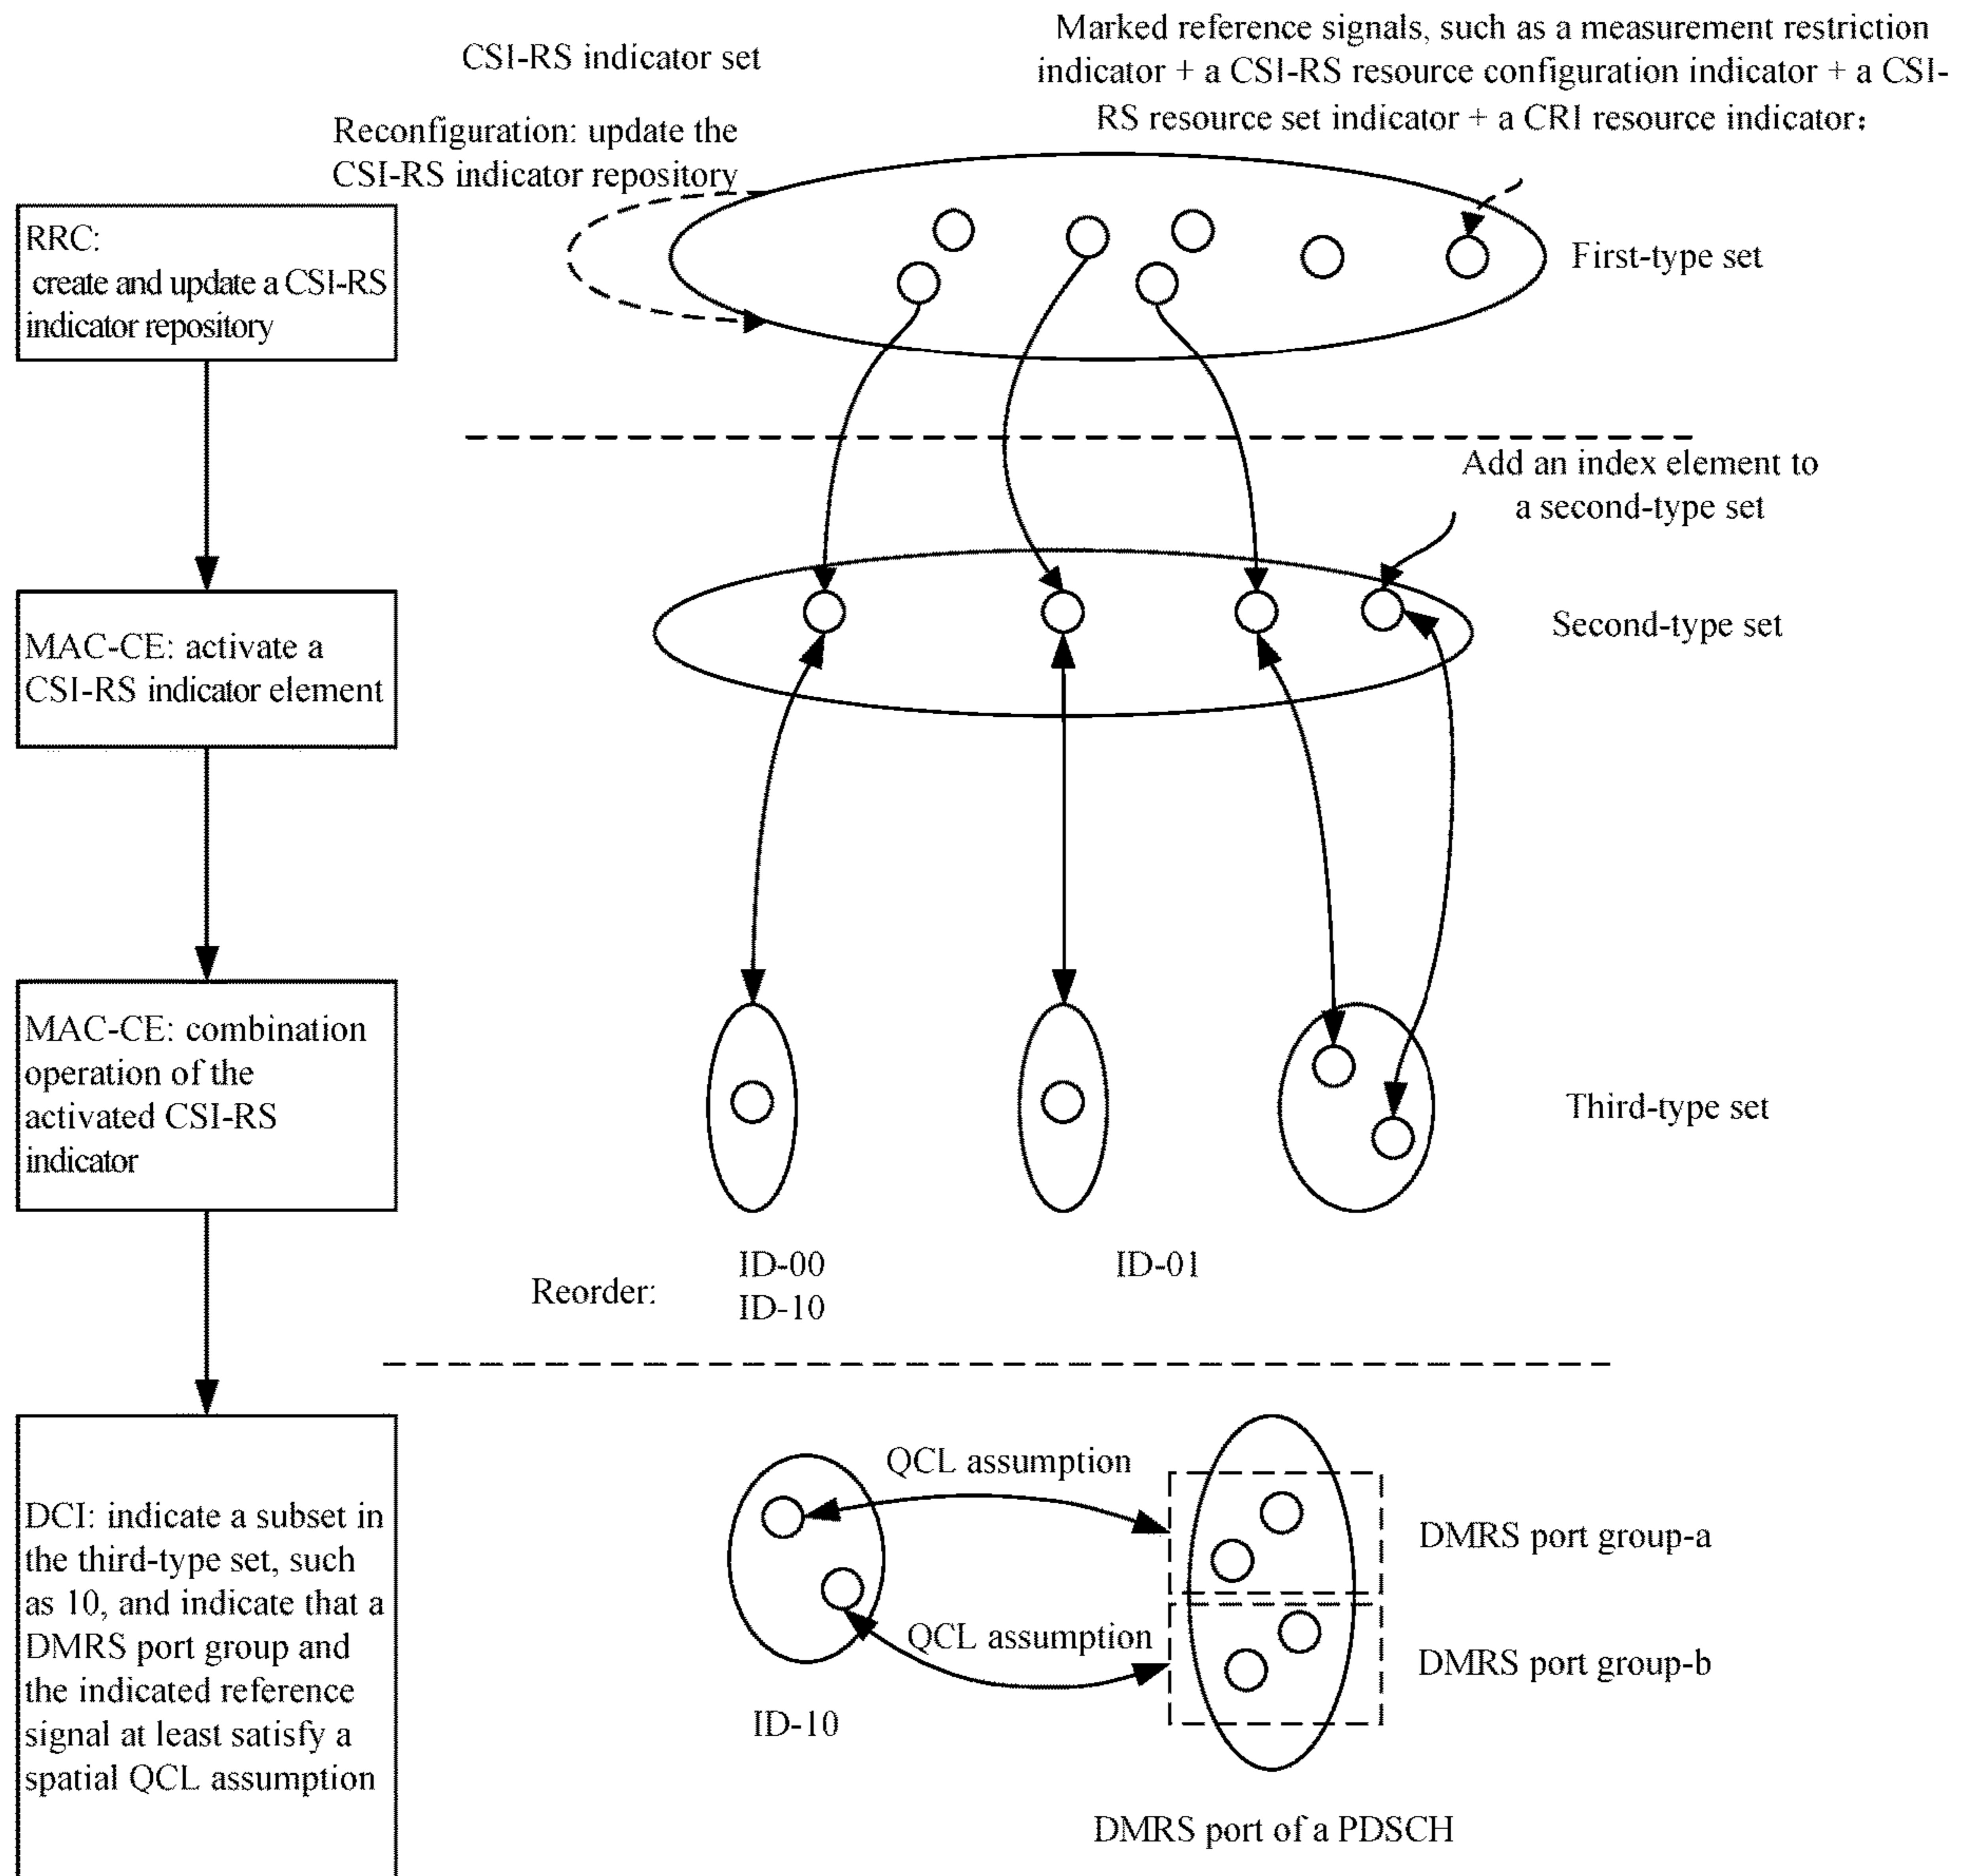 CSI-RS indicator set
Marked reference signals, such as a measurement restriction
indicator + a CSI-RS resource configuration indicator + a CSI-
RS resource set indicator + a CRI resource indicator;
Reconfiguration: update the
CSI-RS indicator repository
RRC:
create and update a CSI-RS
indicator repository
First-type set
Add an index element to
a second-type set
MAC-CE: activate a
CSI-RS indicator element
Second-type set
MAC-CE: combination
operation of the
activated CSI-RS
indicator
Third-type set
Reorder:
ID-00
ID-10
ID-01
DCI: indicate a subset in
the third-type set, such
as 10, and indicate that a
DMRS port group and
the indicated reference
signal at least satisfy a
spatial QCL assumption
QCL assumption
DMRS port group-a
QCL assumption
DMRS port group-b
ID-10
DMRS port of a PDSCH